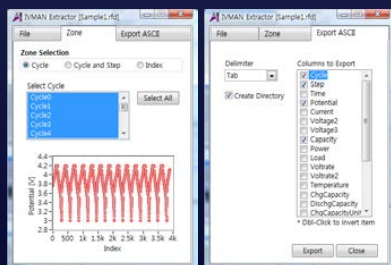 IVMAN Extractor [Sample1.rfd]
File Zone Export ASCII
Zone Selection
Cycle Cycle and Step Index
Select Cycle
Cycle0
Cycle1
Cycle2
Cycle3
Cycle4
Select All
Potential [V]
4.4
4.2
4
3.8
3.6
3.4
3.2
3
2.8
0 500 1k 1.5k 2k 2.5k 3k 3.5k 4k
Index
IVMAN Extractor [Sample1.rfd]
File Zone Export ASCII
Delimiter
Tab
Create Directory
Columns to Export
Cycle
Step
Time
Potential
Current
Voltage2
Voltage3
Capacity
Power
Load
Voltrate
Voltrate2
Temperature
ChgCapacity
DischgCapacity
ChgCapacityUnit
* Dbl-Click to Invert item
Export Close